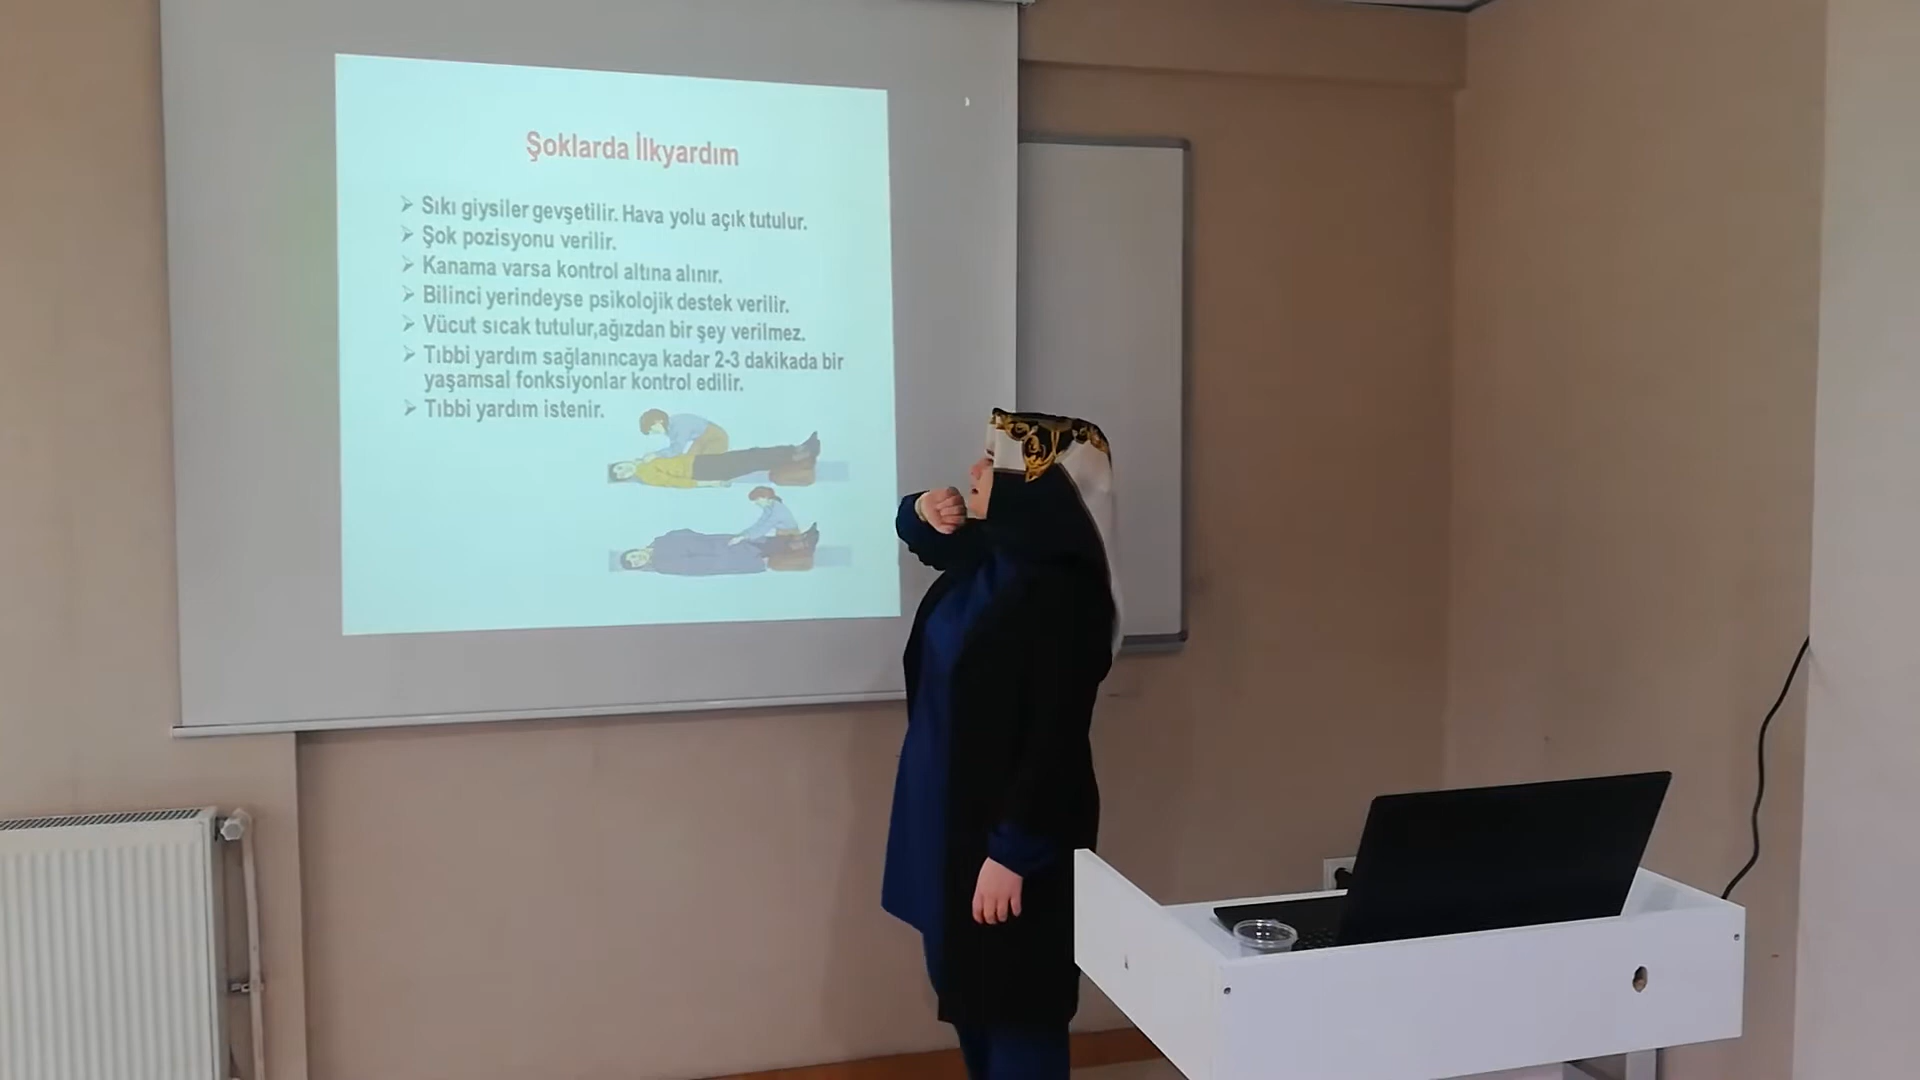 Şoklarda İlkyardım
➢ Sıkı giysiler gevşetilir. Hava yolu açık tutulur.
➢ Şok pozisyonu verilir.
➢ Kanama varsa kontrol altına alınır.
➢ Bilinci yerindeyse psikolojik destek verilir.
➢ Vücut sıcak tutulur,ağızdan bir şey verilmez.
➢ Tıbbi yardım sağlanıncaya kadar 2-3 dakikada bir
yaşamsal fonksiyonlar kontrol edilir.
➢ Tıbbi yardım istenir.